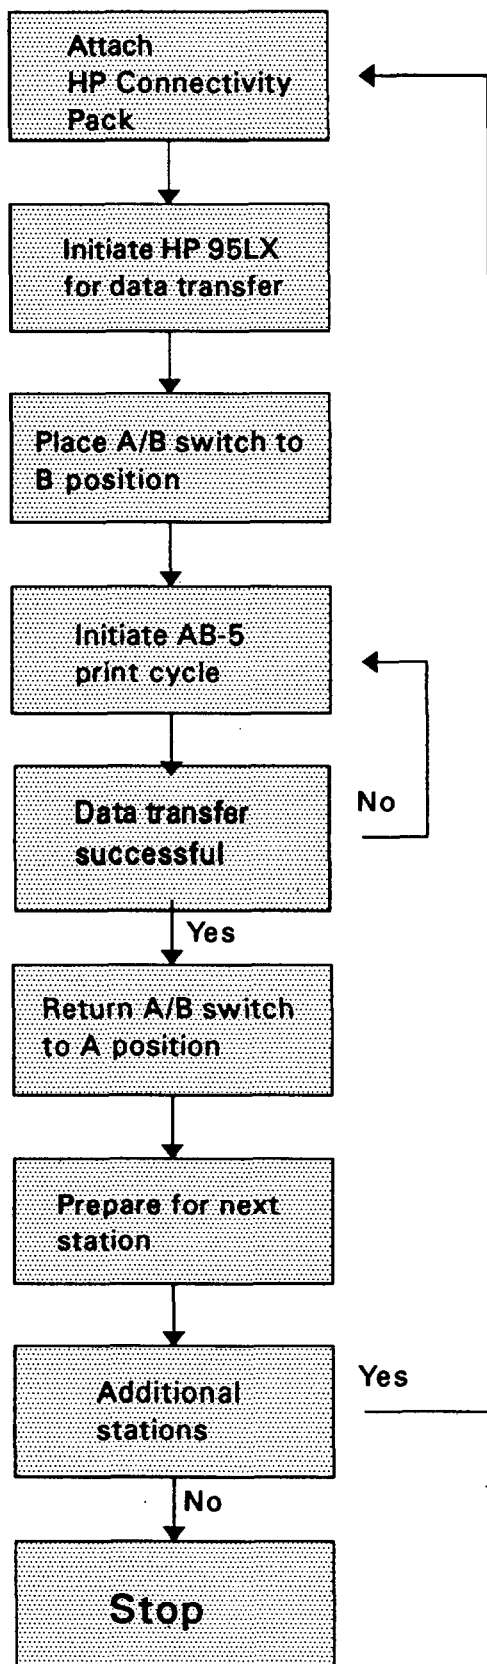 Attach
HP Connectivity
Pack
Initiate HP 95LX
for data transfer
Place A/B switch to
B position
Initiate AB-5
print cycle
Data transfer
successful
No
Yes
Return A/B switch
to A position
Prepare for next
station
Additional
stations
Yes
No
Stop